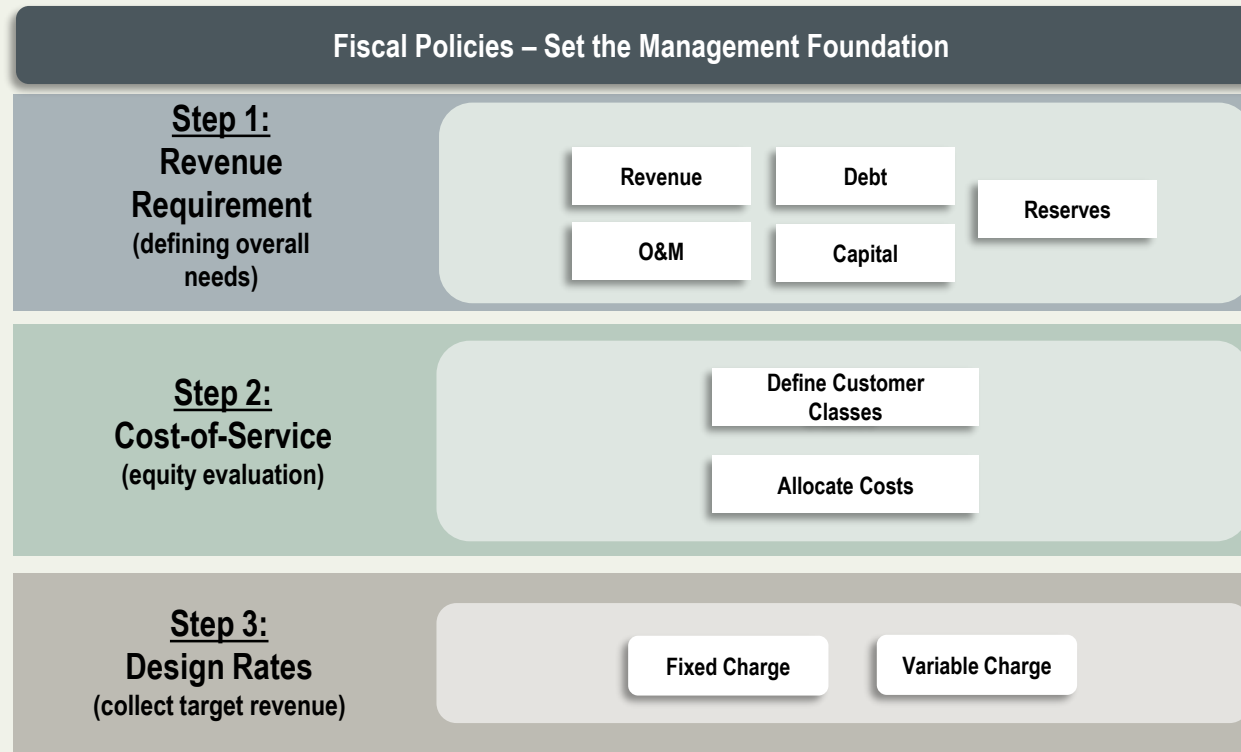 Fiscal Policies – Set the Management Foundation
Step 1:
Revenue
Requirement
(defining overall
needs)
Revenue
Debt
Reserves
O&M
Capital
Step 2:
Cost-of-Service
(equity evaluation)
Define Customer
Classes
Allocate Costs
Step 3:
Design Rates
(collect target revenue)
Fixed Charge
Variable Charge